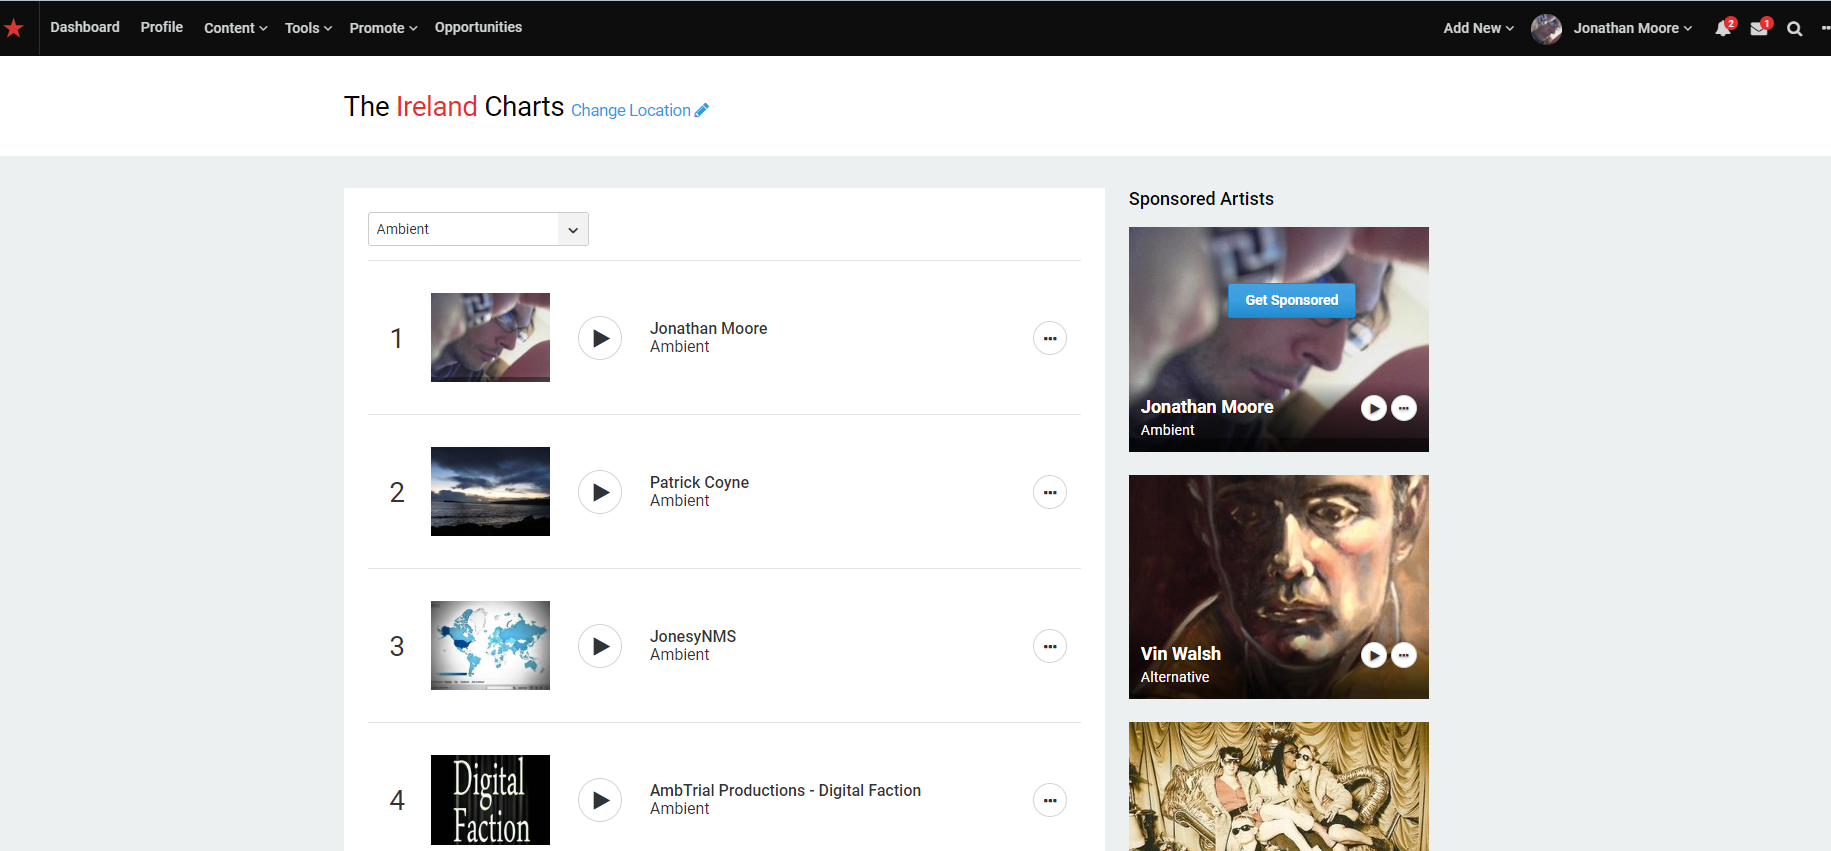 Dashboard Profile Content Tools Promote Opportunities Add New Jonathan Moore 2 1
The Ireland Charts Change Location
Ambient
1
Jonathan Moore
Ambient
2
Patrick Coyne
Ambient
3
JonesyNMS
Ambient
4
Digital
Faction
AmbTrial Productions - Digital Faction
Ambient
Sponsored Artists
Get Sponsored
Jonathan Moore
Ambient
Vin Walsh
Alternative